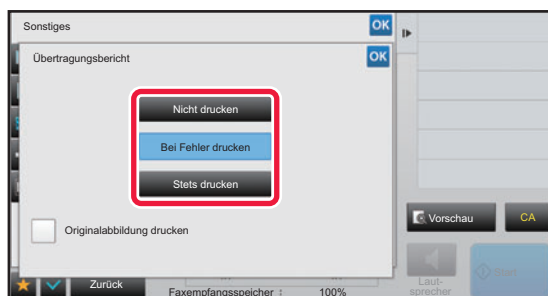 Sonstiges
OK
Übertragungsbericht
OK
Nicht drucken
Bei Fehler drucken
Stets drucken
Originalabbildung drucken
Vorschau
CA
Zurück
Faxempfangsspeicher : 100%
Laut-
sprecher
Start